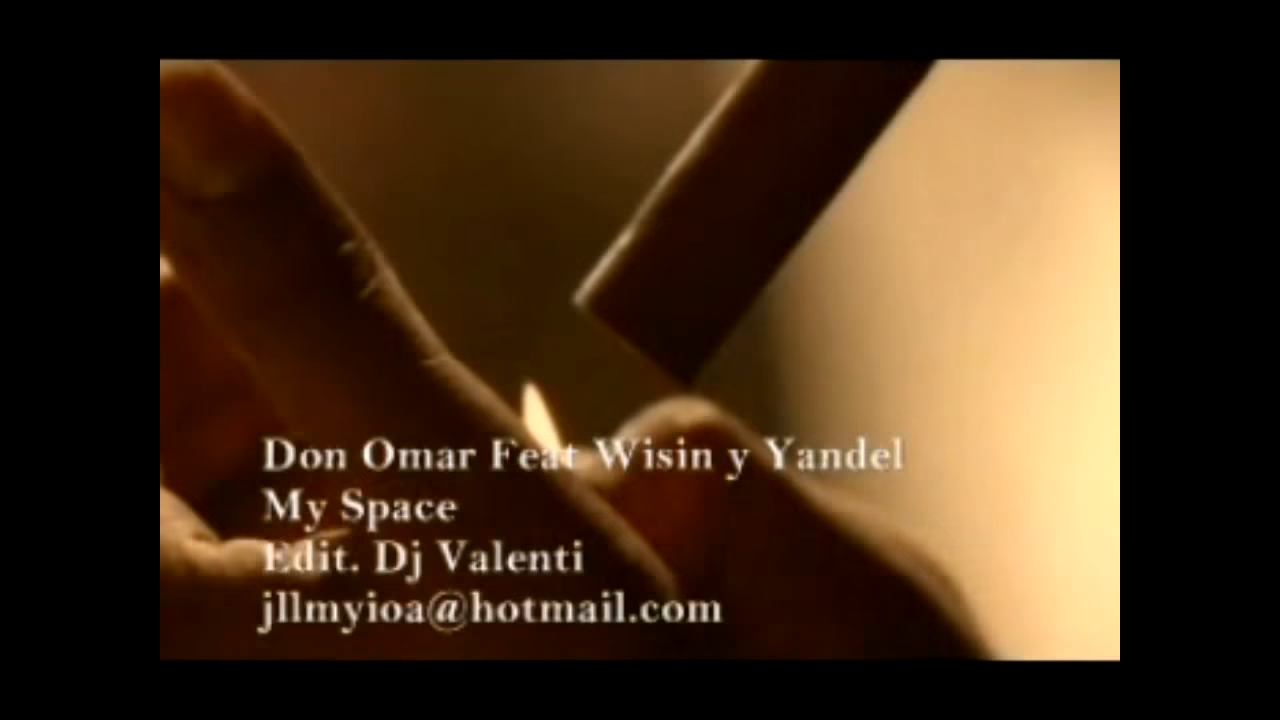 Don Omar Feat Wisin y Yandel
My Space
Edit. Dj Valenti
jllmyioa@hotmail.com